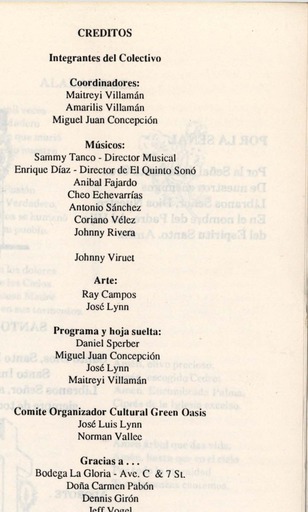 CREDITOS
Integrantes del Colectivo
Coordinadores:
Maitreyi Villamán
Amarilis Villamán
Miguel Juan Concepción
Músicos:
Sammy Tanco - Director Musical
Enrique Díaz - Director de El Quinto Sonó
Anibal Fajardo
Cheo Echevarrías
Antonio Sánchez
Coriano Vélez
Johnny Rivera
Johnny Viruet
Arte:
Ray Campos
José Lynn
Programa y hoja suelta:
Daniel Sperber
Miguel Juan Concepción
José Lynn
Maitreyi Villamán
Comite Organizador Cultural Green Oasis
José Luis Lynn
Norman Vallee
Gracias a . . .
Bodega La Gloria - Ave. C & 7 St.
Doña Carmen Pabón
Dennis Girón
Jeff Vogel